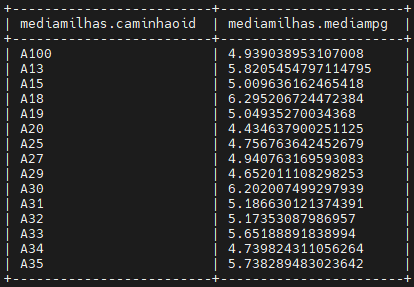 +------------------------+----------------------+
| mediamilhas.caminhaoid | mediamilhas.mediampg |
+------------------------+----------------------+
| A100 | 4.939038953107008 |
| A13 | 5.8205454797114795 |
| A15 | 5.009636162465418 |
| A18 | 6.295206724472384 |
| A19 | 5.04935270034368 |
| A20 | 4.434637900251125 |
| A25 | 4.756763642452679 |
| A27 | 4.940763169593083 |
| A29 | 4.652011108298253 |
| A30 | 6.202007499297939 |
| A31 | 5.186630121374391 |
| A32 | 5.17353087986957 |
| A33 | 5.65188891838994 |
| A34 | 4.739824311056264 |
| A35 | 5.738289483023642 |
+------------------------+----------------------+